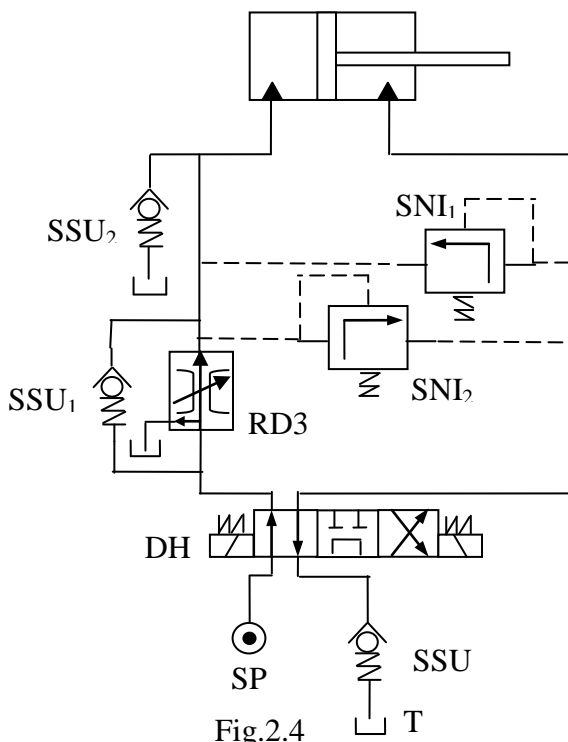 SSU₂
SNI₁
SNI₂
SSU₁
RD3
DH
SP
SSU
T
Fig.2.4